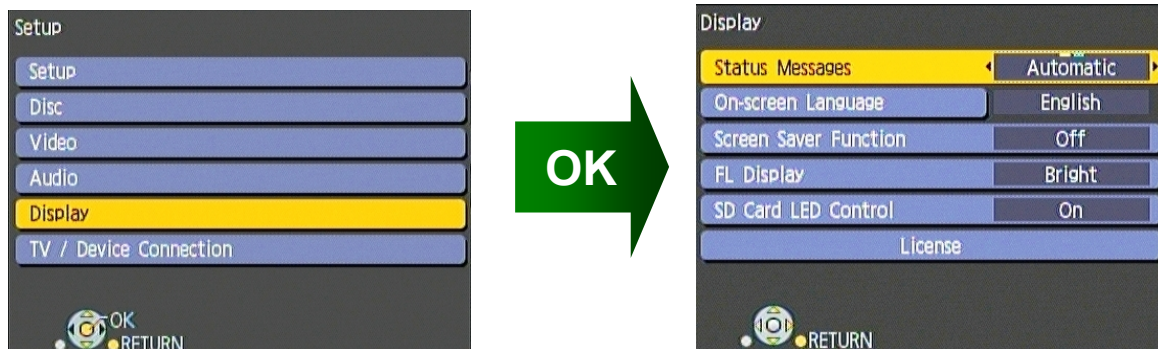 Setup
Setup
Disc
Video
Audio
Display
TV / Device Connection
OK
RETURN
OK
Display
Status Messages Automatic
On-screen Language English
Screen Saver Function Off
FL Display Bright
SD Card LED Control On
License
RETURN